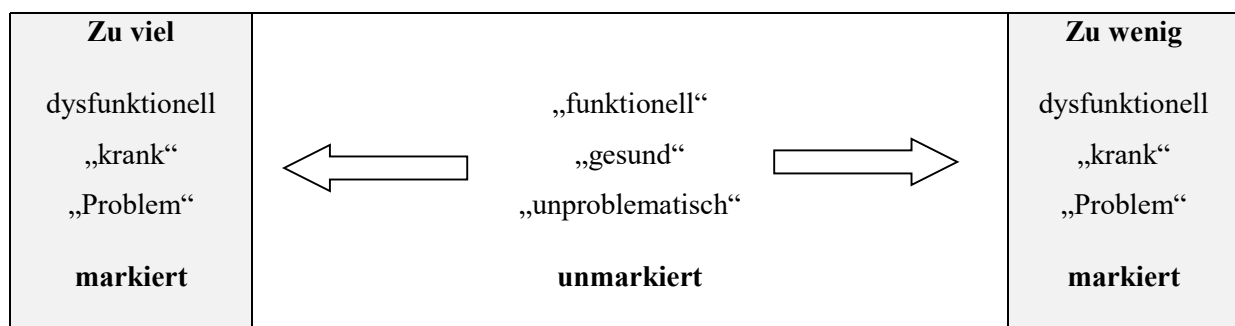 Zu viel
dysfunktionell
„krank“
„Problem“
markiert
„funktionell“
„gesund“
„unproblematisch“
unmarkiert
Zu wenig
dysfunktionell
„krank“
„Problem“
markiert